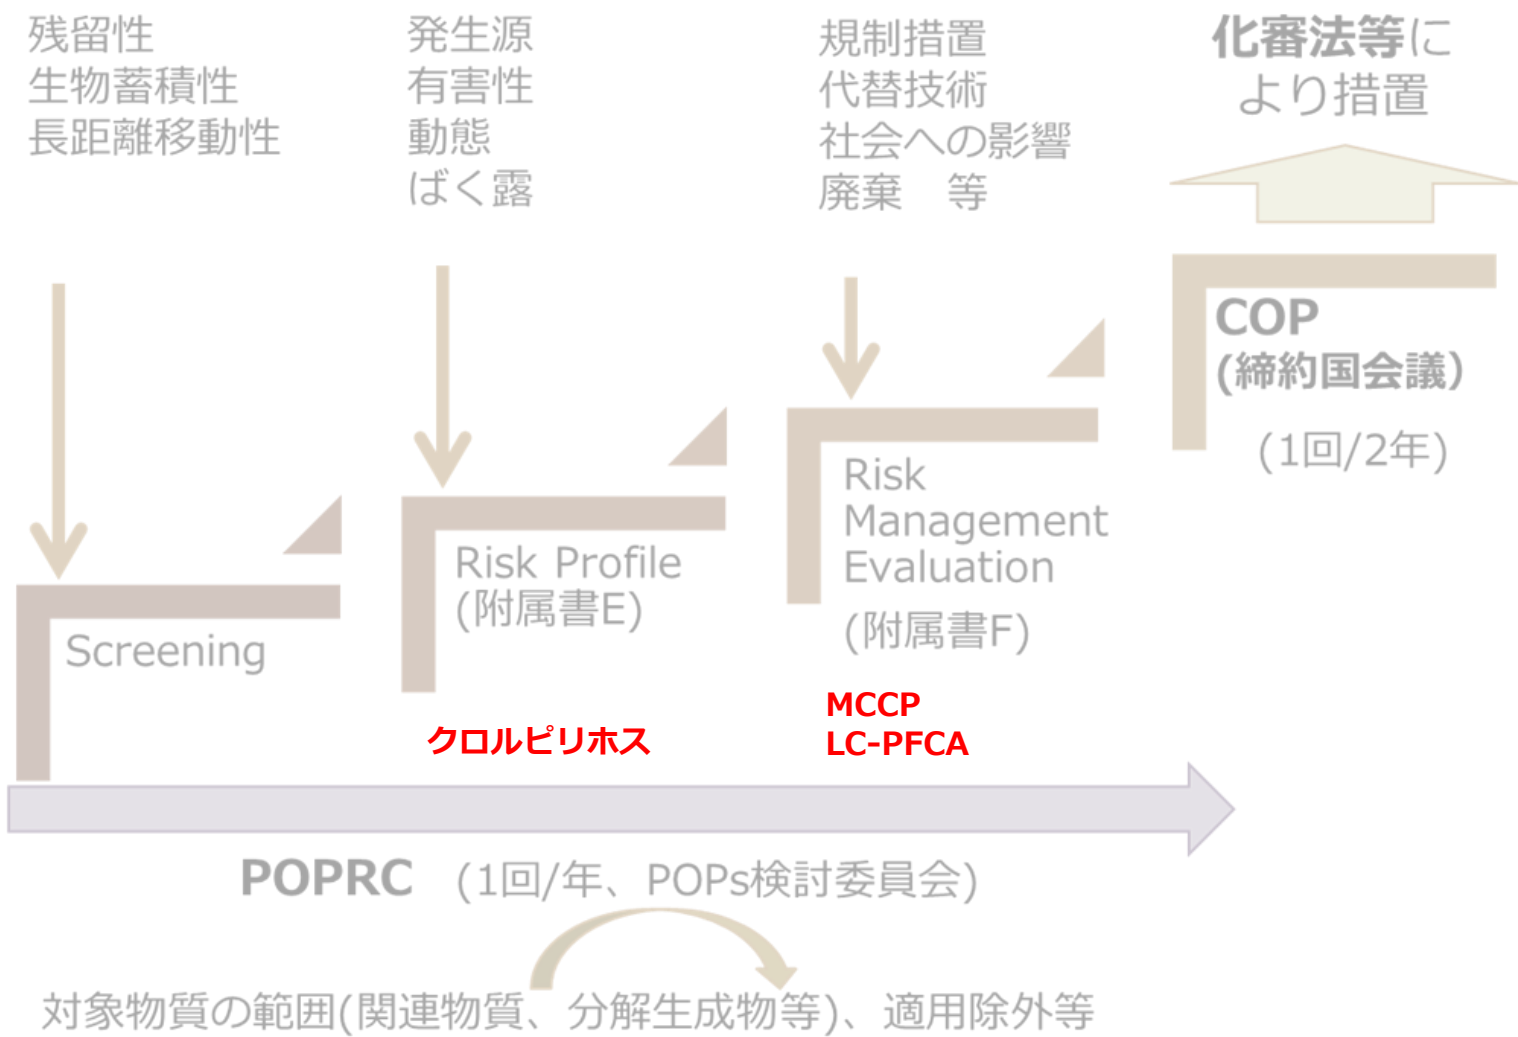 残留性
生物蓄積性
長距離移動性
発生源
有害性
動態
ばく露
規制措置
代替技術
社会への影響
廃棄　等
化審法等に
より措置
Screening
Risk Profile
(附属書E)
クロルピリホス
Risk
Management
Evaluation
(附属書F)
MCCP
LC-PFCA
COP
(締約国会議）
(1回/2年)
POPRC　(1回/年、POPs検討委員会)
対象物質の範囲(関連物質、分解生成物等)、適用除外等